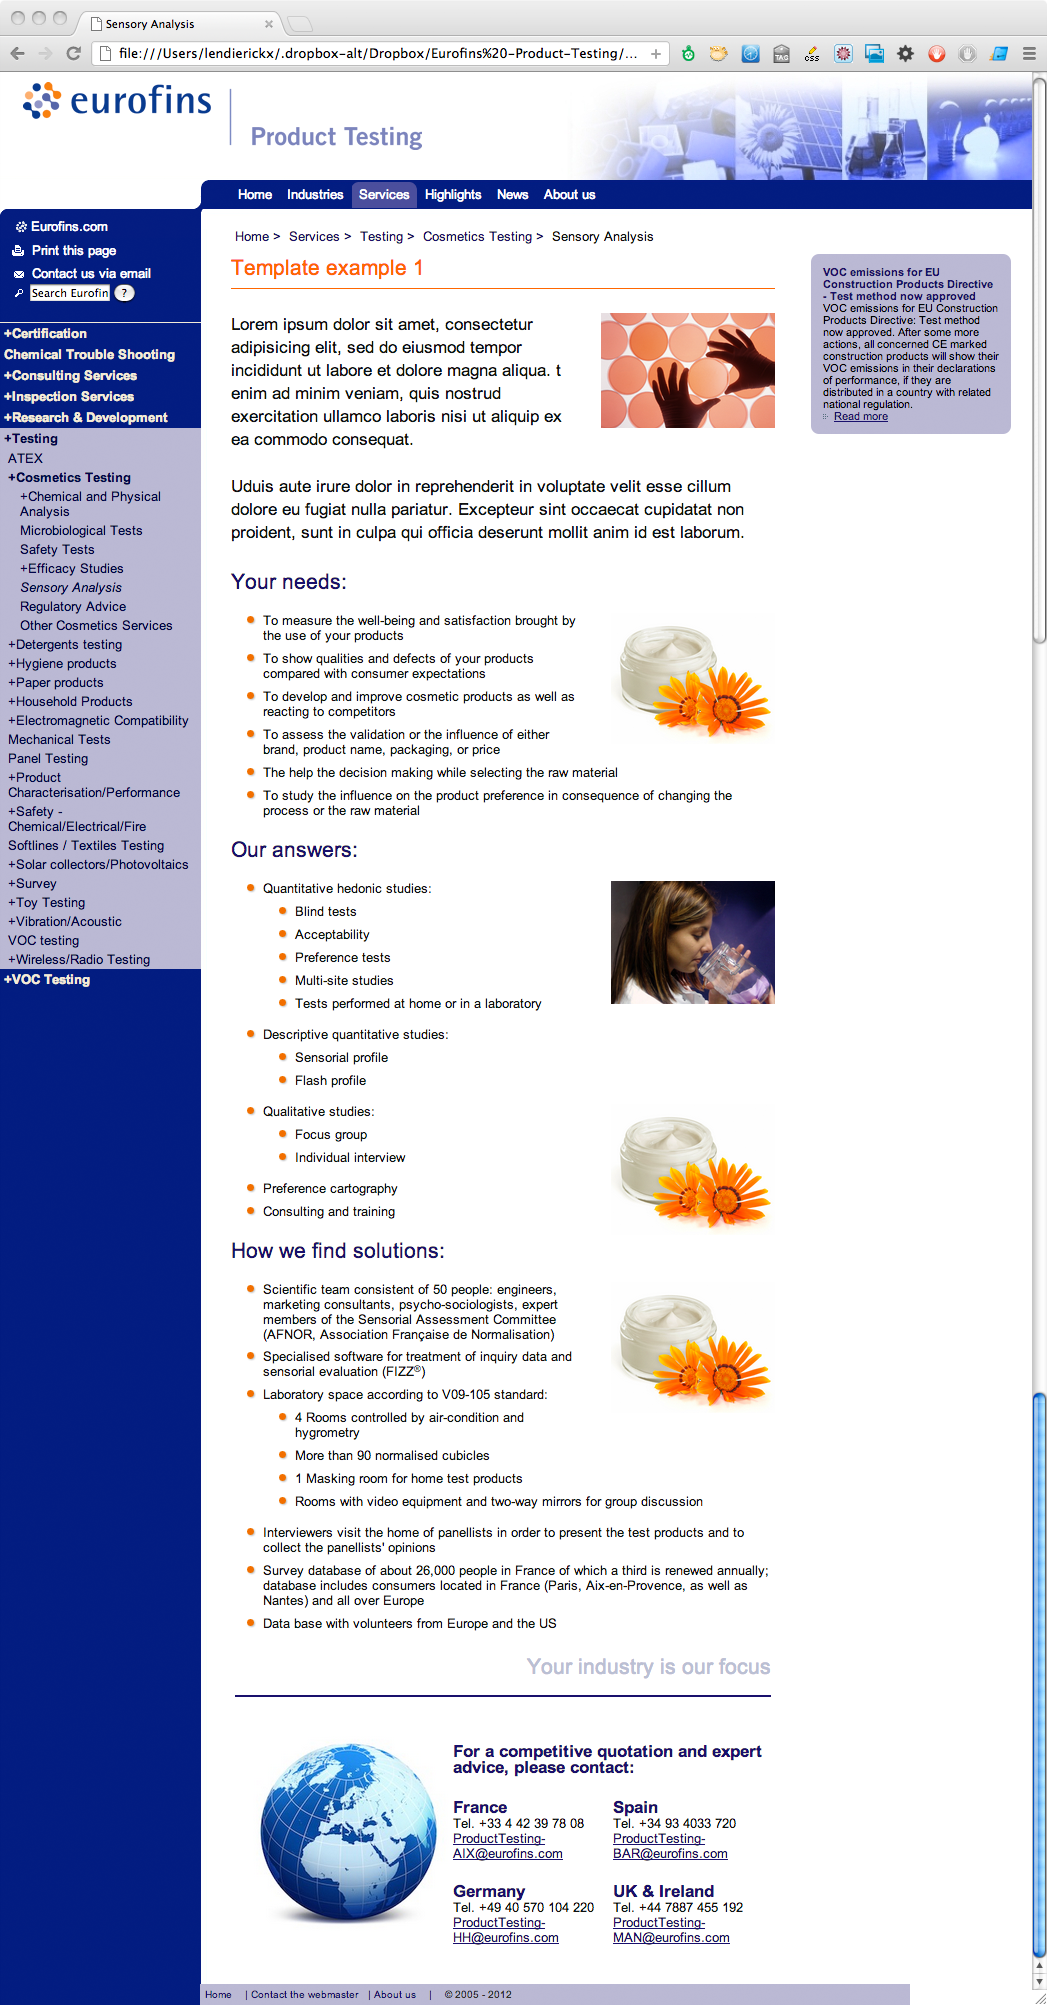 Sensory Analysis
file:///Users/lendierickx/.dropbox-alt/Dropbox/Eurofins%20-Product-Testing/...
eurofins
Product Testing
Home Industries Services Highlights News About us
Eurofins.com
Print this page
Contact us via email
Search Eurofin ?
+Certification
Chemical Trouble Shooting
+Consulting Services
+Inspection Services
+Research & Development
+Testing
ATEX
+Cosmetics Testing
+Chemical and Physical
Analysis
Microbiological Tests
Safety Tests
+Efficacy Studies
Sensory Analysis
Regulatory Advice
Other Cosmetics Services
+Detergents testing
+Hygiene products
+Paper products
+Household Products
+Electromagnetic Compatibility
Mechanical Tests
Panel Testing
+Product
Characterisation/Performance
+Safety -
Chemical/Electrical/Fire
Softlines / Textiles Testing
+Solar collectors/Photovoltaics
+Survey
+Toy Testing
+Vibration/Acoustic
VOC testing
+Wireless/Radio Testing
+VOC Testing
Home > Services > Testing > Cosmetics Testing > Sensory Analysis
Template example 1
Lorem ipsum dolor sit amet, consectetur
adipisicing elit, sed do eiusmod tempor
incididunt ut labore et dolore magna aliqua. t
enim ad minim veniam, quis nostrud
exercitation ullamco laboris nisi ut aliquip ex
ea commodo consequat.
Uduis aute irure dolor in reprehenderit in voluptate velit esse cillum
dolore eu fugiat nulla pariatur. Excepteur sint occaecat cupidatat non
proident, sunt in culpa qui officia deserunt mollit anim id est laborum.
Your needs:
To measure the well-being and satisfaction brought by
the use of your products
To show qualities and defects of your products
compared with consumer expectations
To develop and improve cosmetic products as well as
reacting to competitors
To assess the validation or the influence of either
brand, product name, packaging, or price
The help the decision making while selecting the raw material
To study the influence on the product preference in consequence of changing the
process or the raw material
Our answers:
Quantitative hedonic studies:
Blind tests
Acceptability
Preference tests
Multi-site studies
Tests performed at home or in a laboratory
Descriptive quantitative studies:
Sensorial profile
Flash profile
Qualitative studies:
Focus group
Individual interview
Preference cartography
Consulting and training
How we find solutions:
Scientific team consistent of 50 people: engineers,
marketing consultants, psycho-sociologists, expert
members of the Sensorial Assessment Committee
(AFNOR, Association Française de Normalisation)
Specialised software for treatment of inquiry data and
sensorial evaluation (FIZZ®)
Laboratory space according to V09-105 standard:
4 Rooms controlled by air-condition and
hygrometry
More than 90 normalised cubicles
1 Masking room for home test products
Rooms with video equipment and two-way mirrors for group discussion
Interviewers visit the home of panellists in order to present the test products and to
collect the panellists' opinions
Survey database of about 26,000 people in France of which a third is renewed annually;
database includes consumers located in France (Paris, Aix-en-Provence, as well as
Nantes) and all over Europe
Data base with volunteers from Europe and the US
Your industry is our focus
For a competitive quotation and expert
advice, please contact:
France
Tel. +33 4 42 39 78 08
ProductTesting-
AIX@eurofins.com
Spain
Tel. +34 93 4033 720
ProductTesting-
BAR@eurofins.com
Germany
Tel. +49 40 570 104 220
ProductTesting-
HH@eurofins.com
UK & Ireland
Tel. +44 7887 455 192
ProductTesting-
MAN@eurofins.com
VOC emissions for EU
Construction Products Directive
- Test method now approved
VOC emissions for EU Construction
Products Directive: Test method
now approved. After some more
actions, all concerned CE marked
construction products will show their
VOC emissions in their declarations
of performance, if they are
distributed in a country with related
national regulation.
Read more
Home | Contact the webmaster | About us | © 2005 - 2012